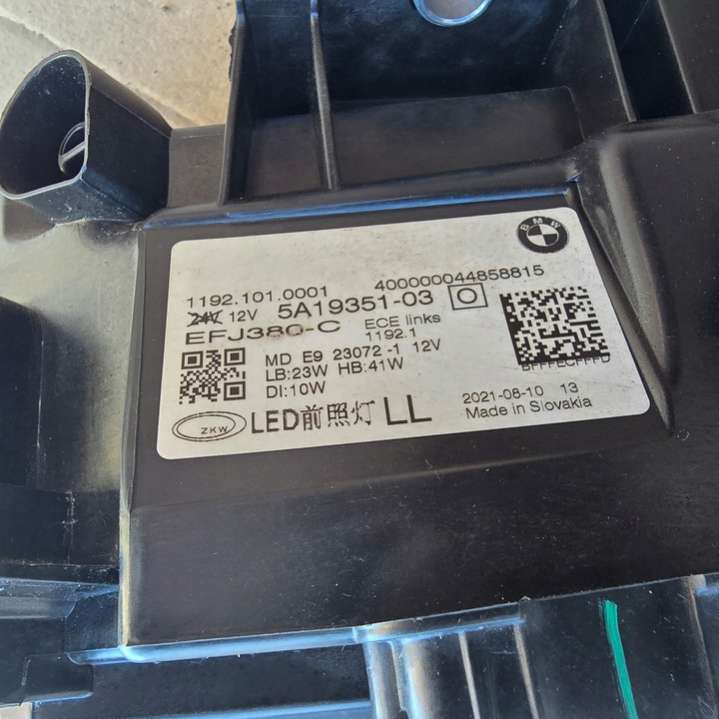 BMW
1192.101.0001 400000044858815
24V 12V 5A19351-03
EFJ380-C ECE links
1192.1
MD E9 23072-1 12V
LB:23W HB:41W
DI:10W
BFFFECFFFD
2021-08-10 13
Made in Slovakia
ZKW LED前照灯 LL